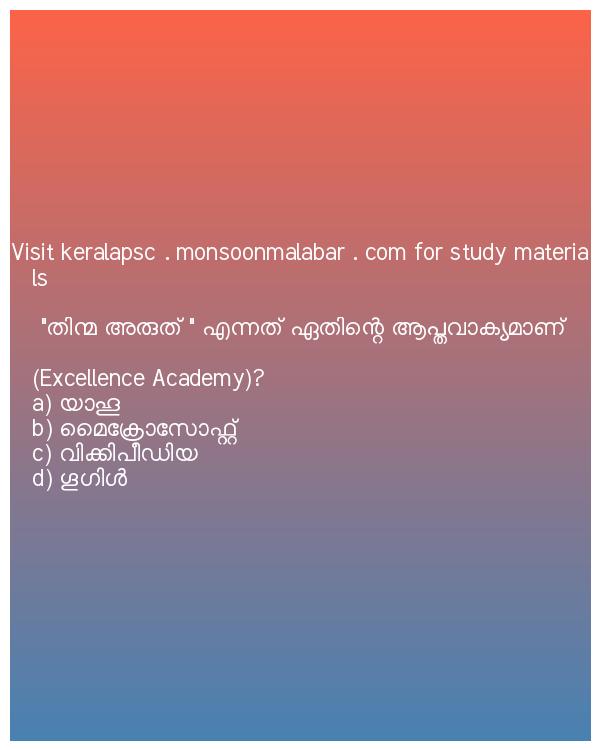 Visit keralapsc . monsoonmalabar . com for study materia
ls
"തിന്മ അരുത് " എന്നത് ഏതിന്റെ ആപ്തവാക്യമാണ്
(Excellence Academy)?
a) യാഹൂ
b) മൈക്രോസോഫ്റ്റ്
c) വിക്കിപീഡിയ
d) ഗൂഗിൾ